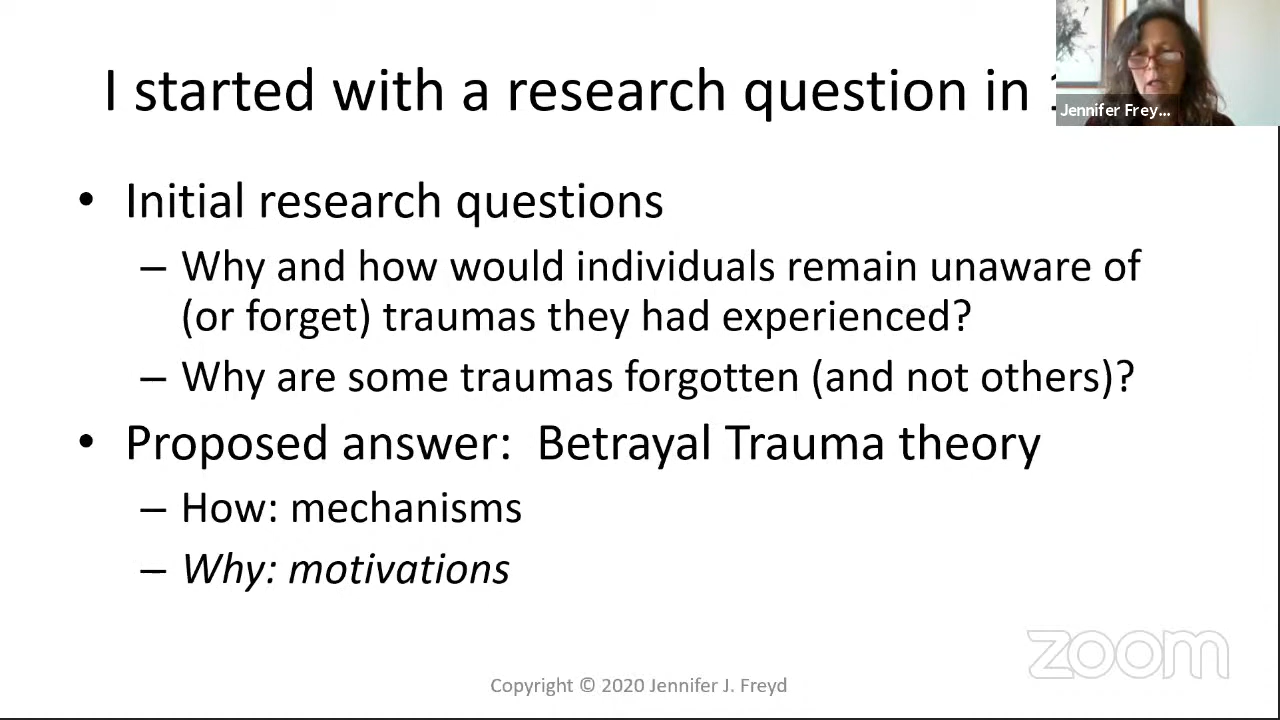 I started with a research question in
Jennifer Frey...
• Initial research questions
– Why and how would individuals remain unaware of
(or forget) traumas they had experienced?
– Why are some traumas forgotten (and not others)?
• Proposed answer: Betrayal Trauma theory
– How: mechanisms
– Why: motivations
zoom
Copyright © 2020 Jennifer J. Freyd